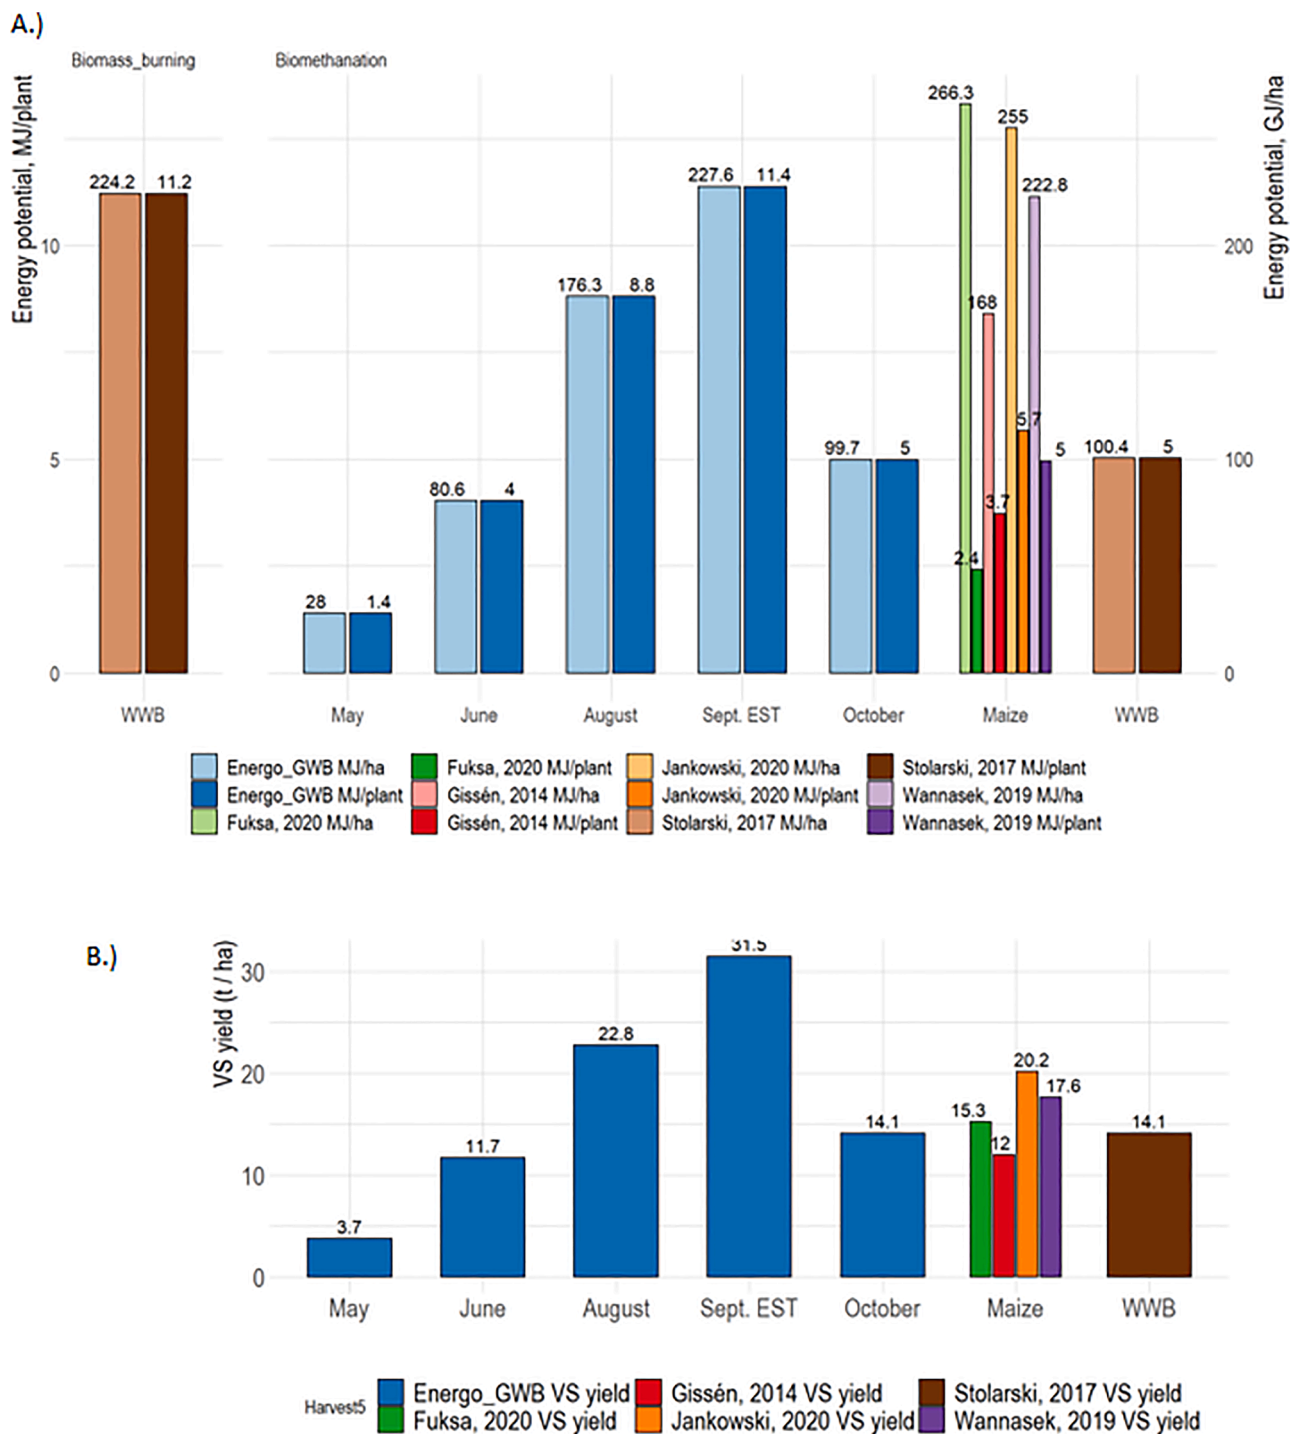 A.)
Biomass_burning
Biomethanation
Energy potential, MJ/plant
Energy potential, GJ/ha
266.3
255
224.2 11.2
227.6 11.4
222.8
10
200
176.3 8.8
168
5.7
99.7 5
5
100.4 5
5
100
80.6 4
3.7
2.4
28 1.4
0
0
WWB May June August Sept. EST October Maize WWB
Energo_GWB MJ/ha Fuksa, 2020 MJ/plant Jankowski, 2020 MJ/ha Stolarski, 2017 MJ/plant
Energo_GWB MJ/plant Gissén, 2014 MJ/ha Jankowski, 2020 MJ/plant Wannasek, 2019 MJ/ha
Fuksa, 2020 MJ/ha Gissén, 2014 MJ/plant Stolarski, 2017 MJ/ha Wannasek, 2019 MJ/plant
B.)
VS yield (t / ha)
31.5
30
22.8
20
20.2
17.6
15.3
14.1
14.1
12
11.7
10
3.7
0
May June August Sept. EST October Maize WWB
Harvest5
Energo_GWB VS yield Gissén, 2014 VS yield Stolarski, 2017 VS yield
Fuksa, 2020 VS yield Jankowski, 2020 VS yield Wannasek, 2019 VS yield